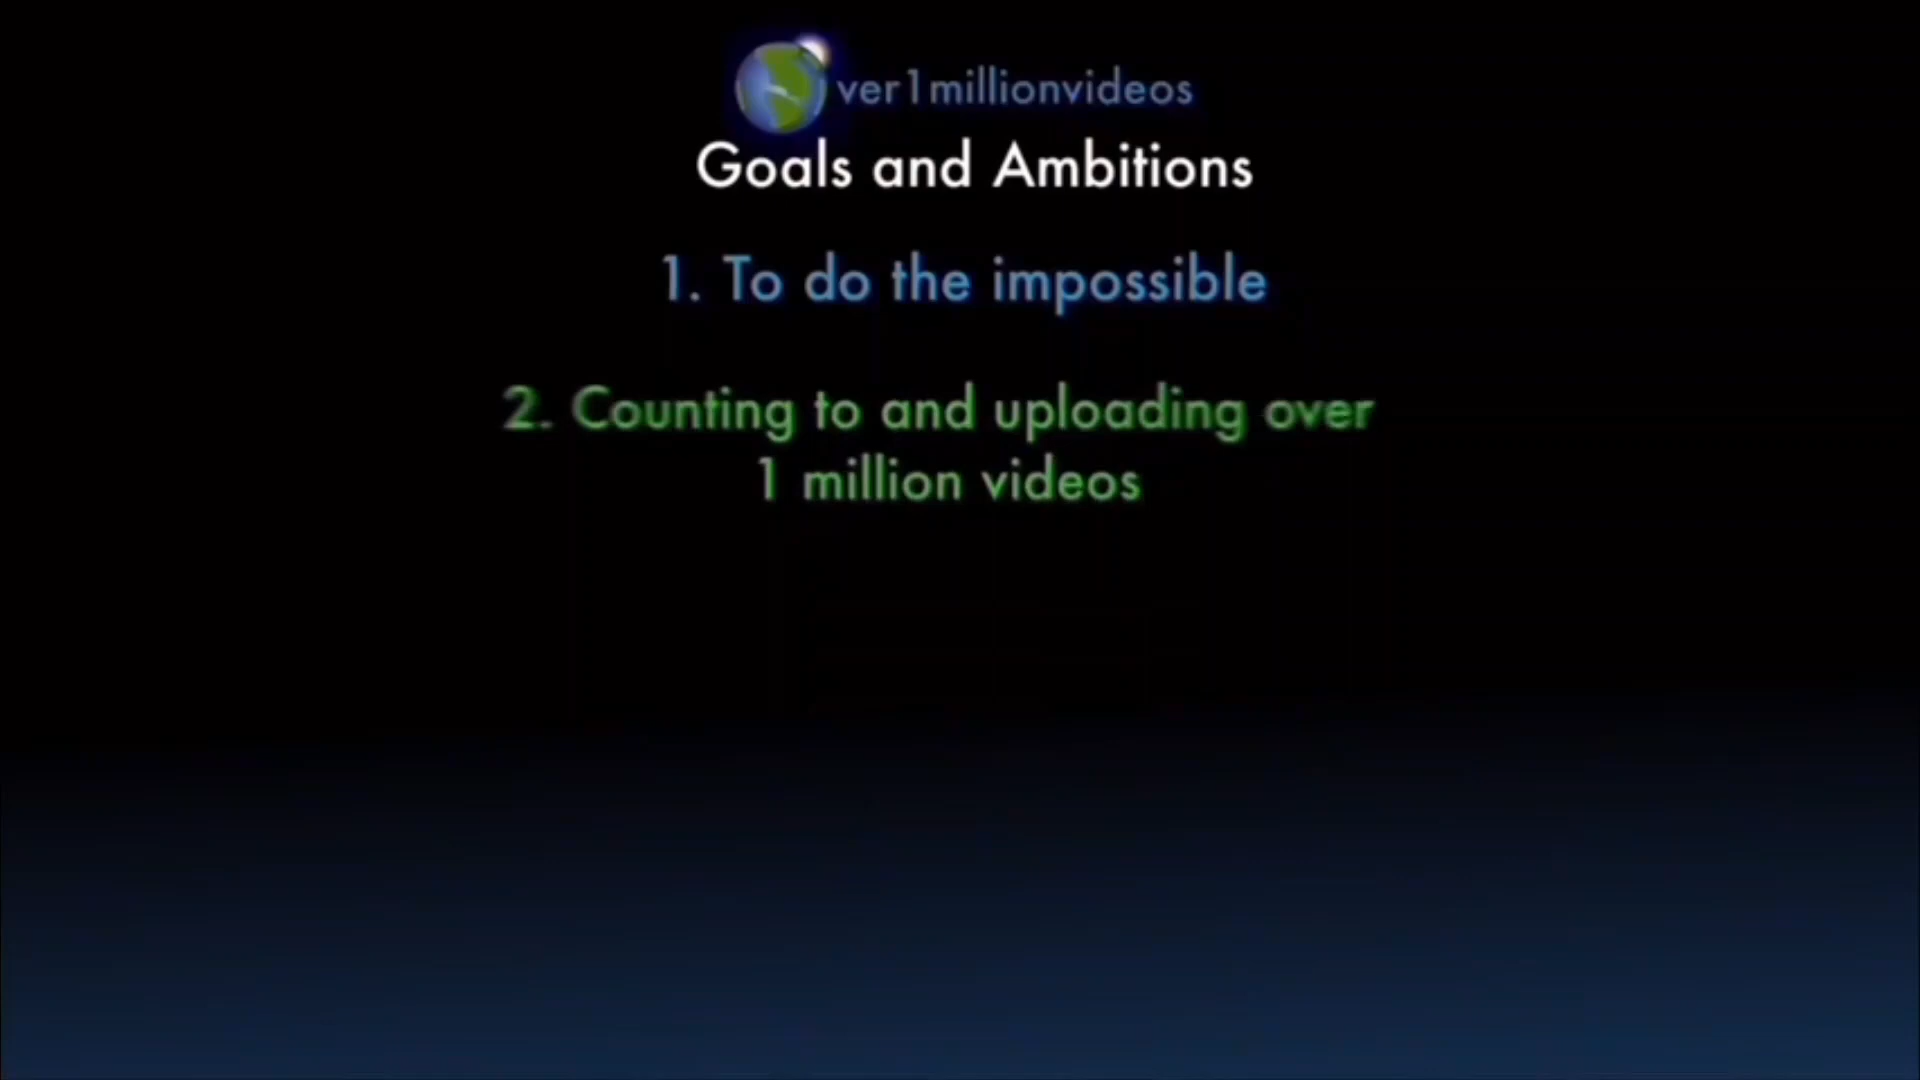 ver1millionvideos
Goals and Ambitions
1. To do the impossible
2. Counting to and uploading over
1 million videos